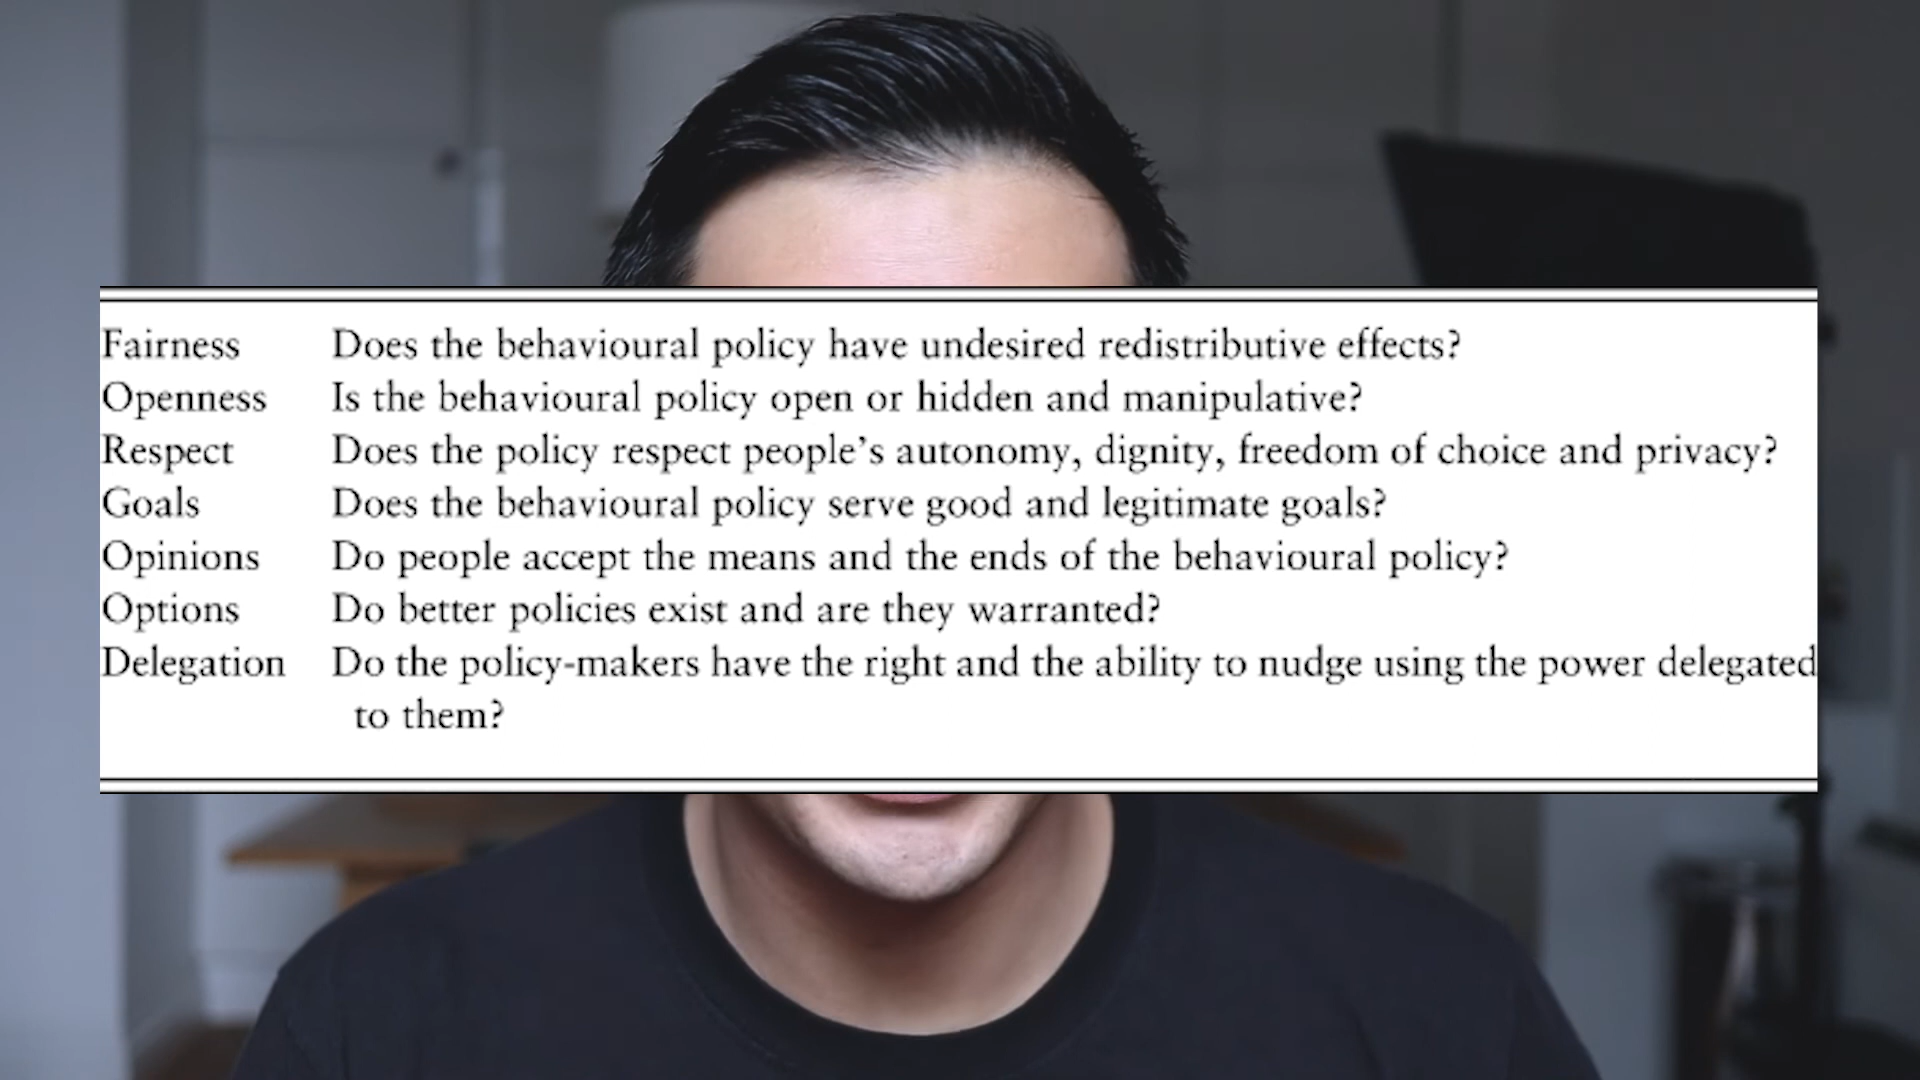 Fairness Does the behavioural policy have undesired redistributive effects?
Openness Is the behavioural policy open or hidden and manipulative?
Respect Does the policy respect people’s autonomy, dignity, freedom of choice and privacy?
Goals Does the behavioural policy serve good and legitimate goals?
Opinions Do people accept the means and the ends of the behavioural policy?
Options Do better policies exist and are they warranted?
Delegation Do the policy-makers have the right and the ability to nudge using the power delegated
to them?